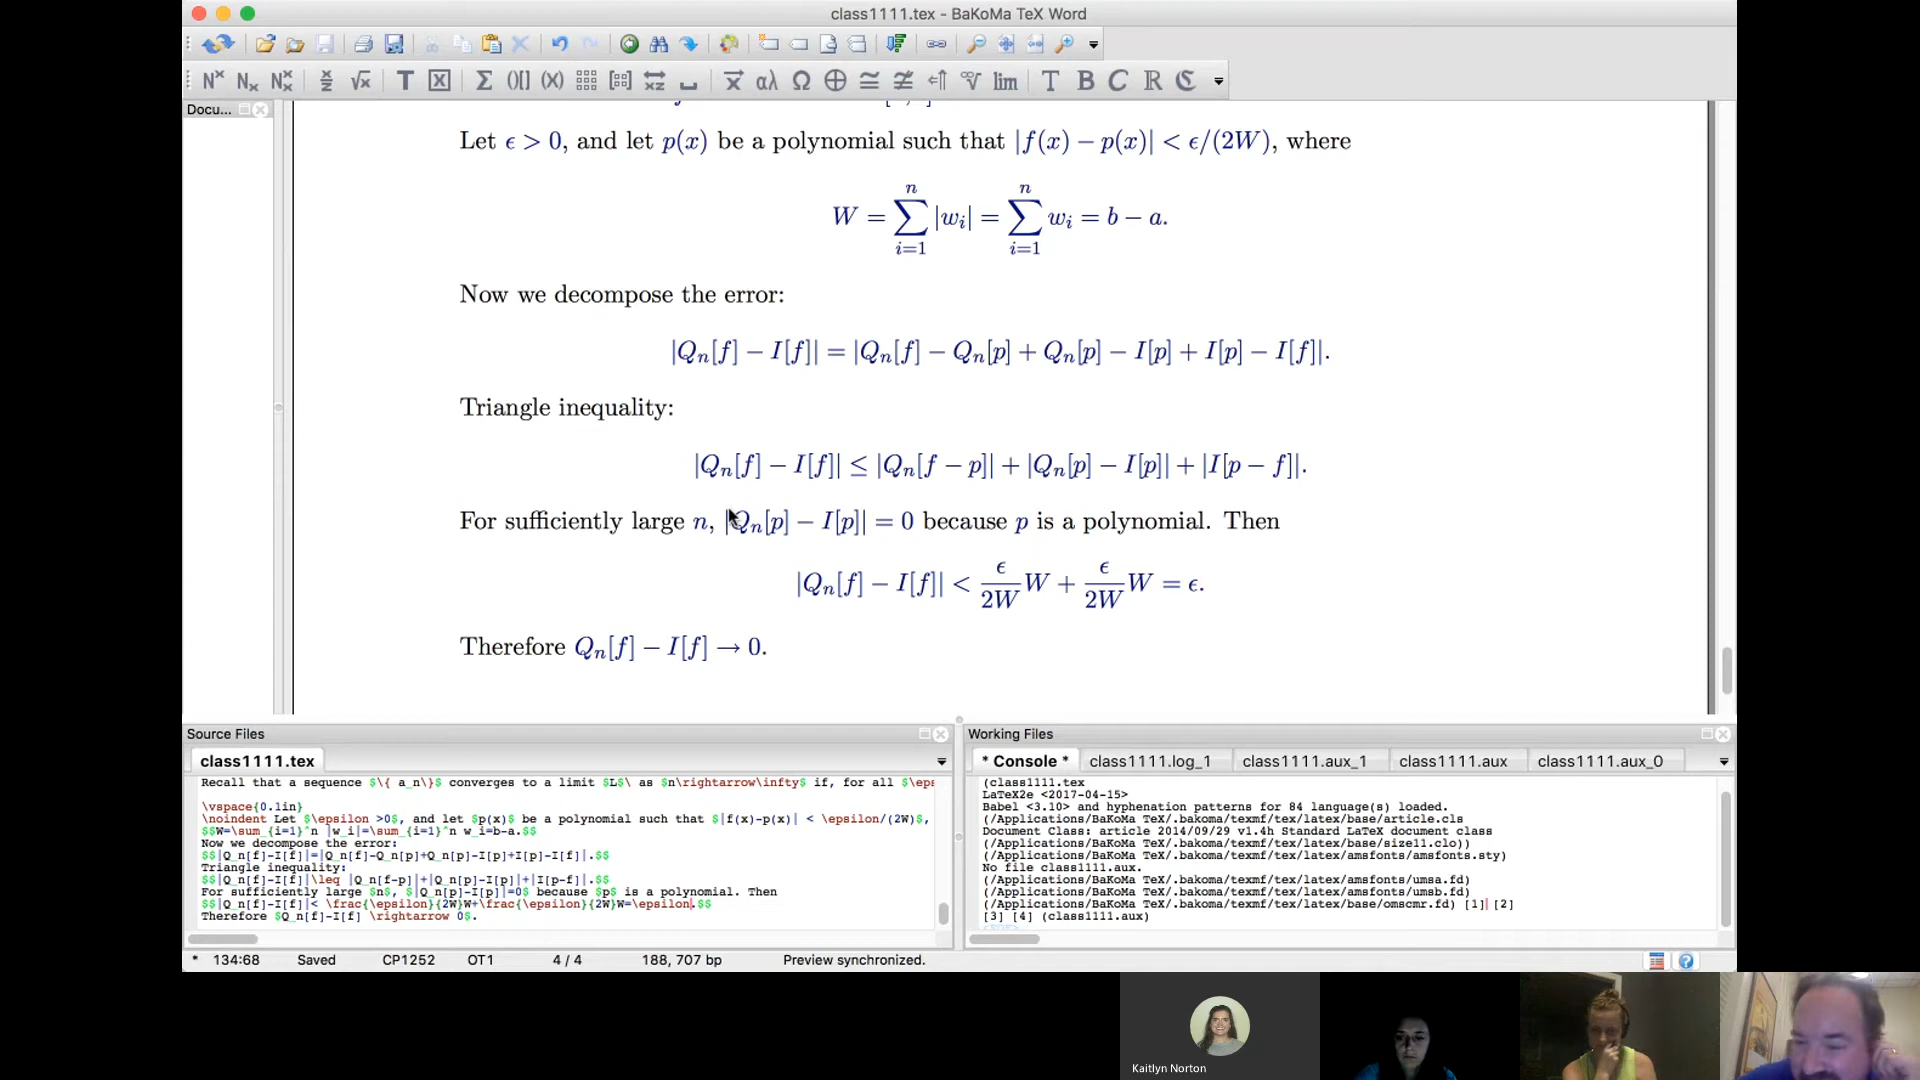 class1111.tex - BaKoMa TeX Word
Docu...
Let ϵ > 0, and let p(x) be a polynomial such that |f(x) − p(x)| < ϵ/(2W), where
W = ∑_{i=1}^{n} |w_i| = ∑_{i=1}^{n} w_i = b − a.
Now we decompose the error:
|Q_n[f] − I[f]| = |Q_n[f] − Q_n[p] + Q_n[p] − I[p] + I[p] − I[f]|.
Triangle inequality:
|Q_n[f] − I[f]| ≤ |Q_n[f − p]| + |Q_n[p] − I[p]| + |I[p − f]|.
For sufficiently large n, |Q_n[p] − I[p]| = 0 because p is a polynomial. Then
|Q_n[f] − I[f]| < ϵ/2W W + ϵ/2W W = ϵ.
Therefore Q_n[f] − I[f] → 0.
Source Files
class1111.tex
Recall that a sequence $\{ a_n\}$ converges to a limit $L$\ as $n\rightarrow\infty$ if, for all $\eps
\vspace{0.1in}
\noindent Let $\epsilon >0$, and let $p(x)$ be a polynomial such that $|f(x)-p(x)| < \epsilon/(2W)$,
$$W=\sum_{i=1}^n |w_i|=\sum_{i=1}^n w_i=b-a.$$
Now we decompose the error:
$$|Q_n[f]-I[f]|=|Q_n[f]-Q_n[p]+Q_n[p]-I[p]+I[p]-I[f]|.$$
Triangle inequality:
$$|Q_n[f]-I[f]|\leq |Q_n[f-p]|+|Q_n[p]-I[p]|+|I[p-f]|.$$
For sufficiently large $n$, $|Q_n[p]-I[p]|=0$ because $p$ is a polynomial. Then
$$|Q_n[f]-I[f]|< \frac{\epsilon}{2W}W+\frac{\epsilon}{2W}W=\epsilon.$$
Therefore $Q_n[f]-I[f] \rightarrow 0$.
Working Files
* Console * class1111.log_1 class1111.aux_1 class1111.aux class1111.aux_0
(class1111.tex
LaTeX2e <2017-04-15>
Babel <3.10> and hyphenation patterns for 84 language(s) loaded.
(/Applications/BaKoMa TeX/.bakoma/texmf/tex/latex/base/article.cls
Document Class: article 2014/09/29 v1.4h Standard LaTeX document class
(/Applications/BaKoMa TeX/.bakoma/texmf/tex/latex/base/size11.clo))
(/Applications/BaKoMa TeX/.bakoma/texmf/tex/latex/amsfonts/amsfonts.sty)
No file class1111.aux.
(/Applications/BaKoMa TeX/.bakoma/texmf/tex/latex/amsfonts/umsa.fd)
(/Applications/BaKoMa TeX/.bakoma/texmf/tex/latex/amsfonts/umsb.fd)
(/Applications/BaKoMa TeX/.bakoma/texmf/tex/latex/base/omscmr.fd) [1] [2]
[3] [4] (class1111.aux)
* 134:68 Saved CP1252 OT1 4 / 4 188, 707 bp Preview synchronized.
Kaitlyn Norton